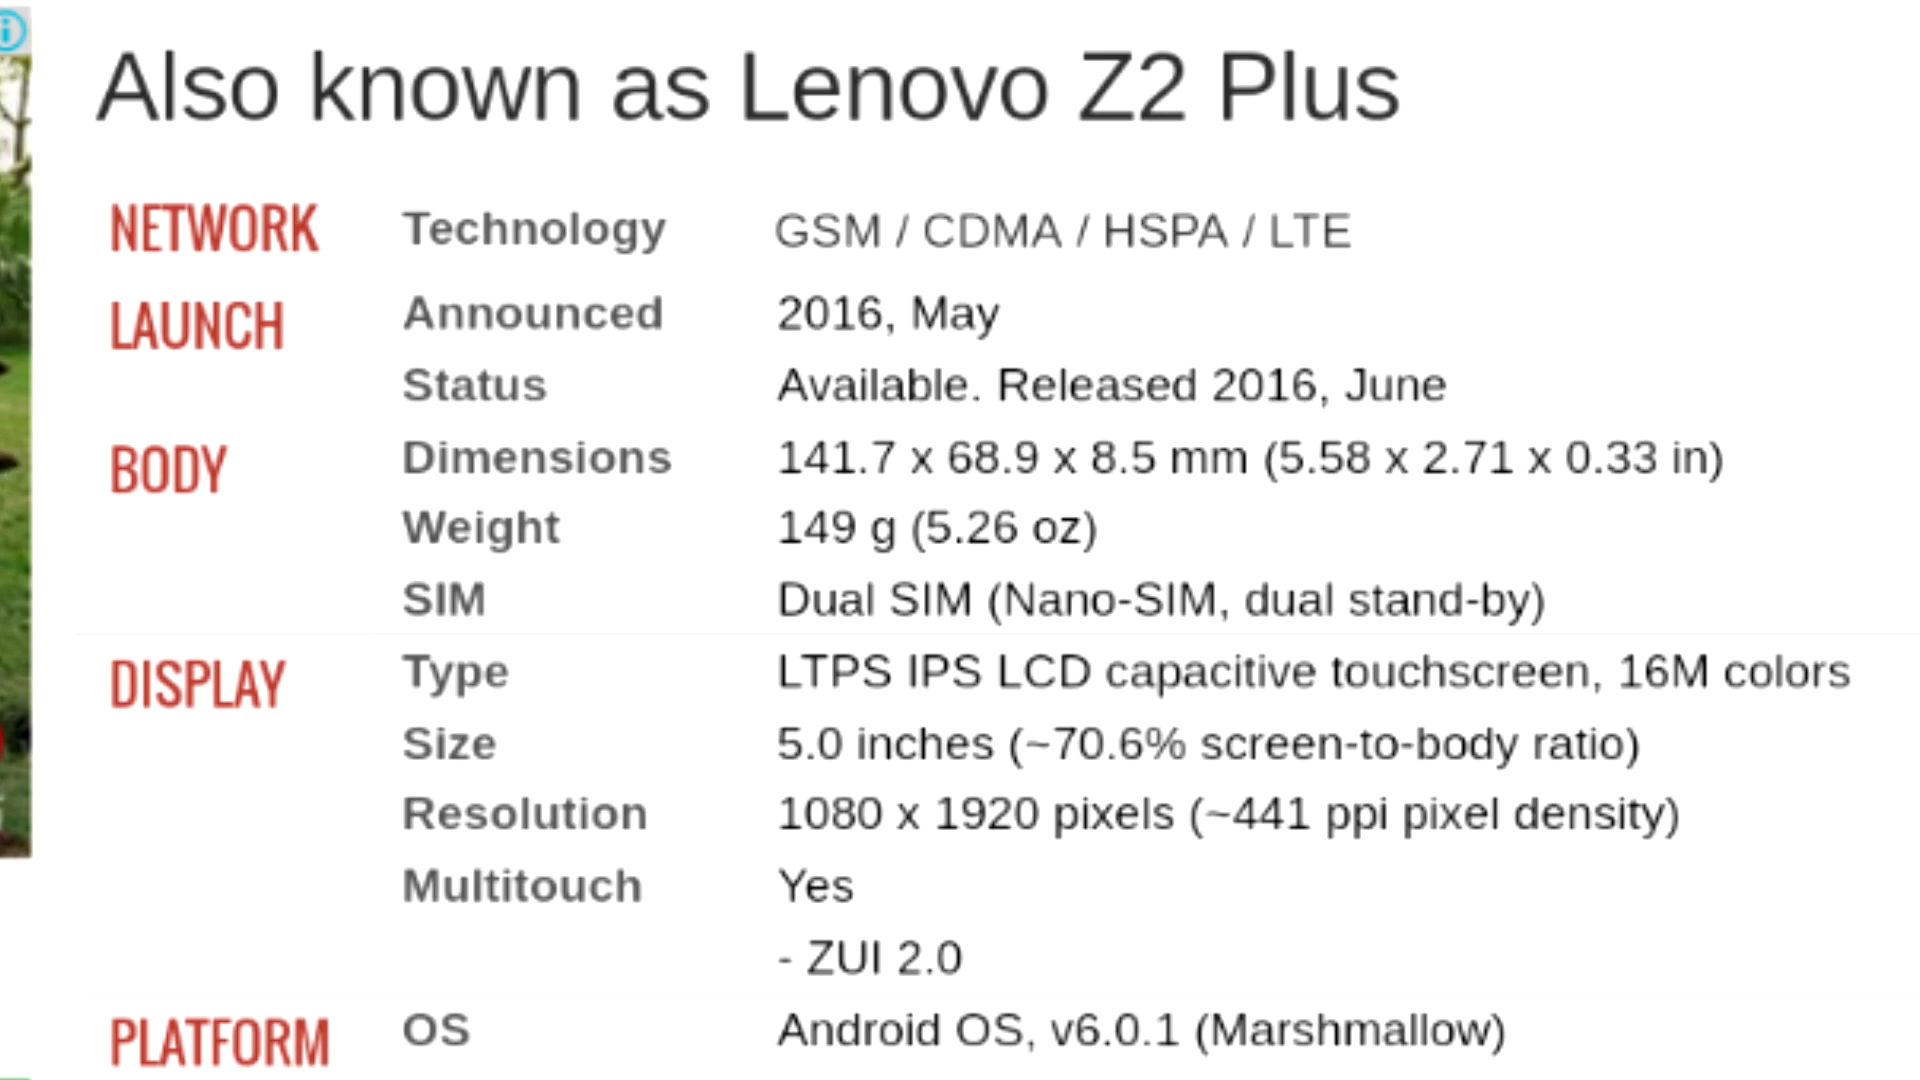 Also known as Lenovo Z2 Plus
NETWORK Technology GSM / CDMA / HSPA / LTE
LAUNCH Announced 2016, May
Status Available. Released 2016, June
BODY Dimensions 141.7 x 68.9 x 8.5 mm (5.58 x 2.71 x 0.33 in)
Weight 149 g (5.26 oz)
SIM Dual SIM (Nano-SIM, dual stand-by)
DISPLAY Type LTPS IPS LCD capacitive touchscreen, 16M colors
Size 5.0 inches (~70.6% screen-to-body ratio)
Resolution 1080 x 1920 pixels (~441 ppi pixel density)
Multitouch Yes
- ZUI 2.0
PLATFORM OS Android OS, v6.0.1 (Marshmallow)